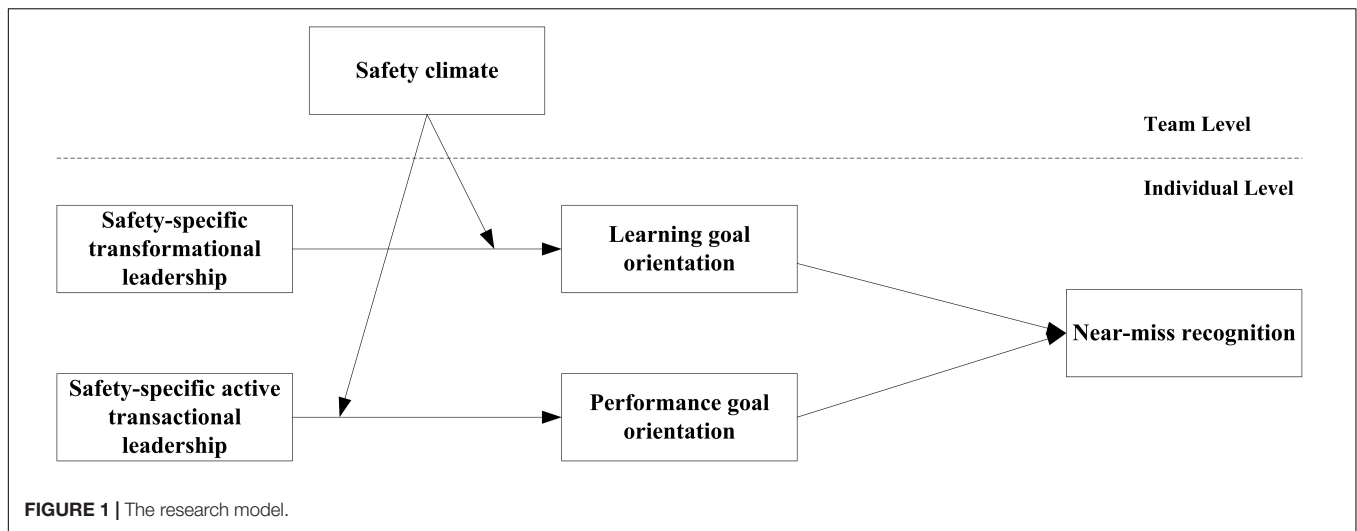 Safety climate
Team Level
Individual Level
Safety-specific
transformational
leadership
Learning goal
orientation
Near-miss recognition
Safety-specific active
transactional
leadership
Performance goal
orientation
FIGURE 1 | The research model.